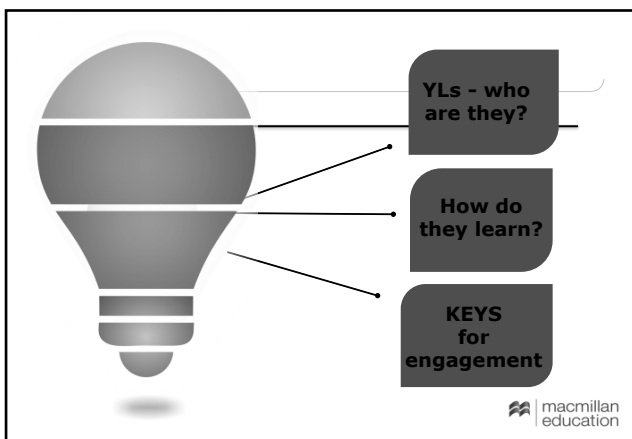 YLs - who
are they?
How do
they learn?
KEYS
for
engagement
macmillan
education